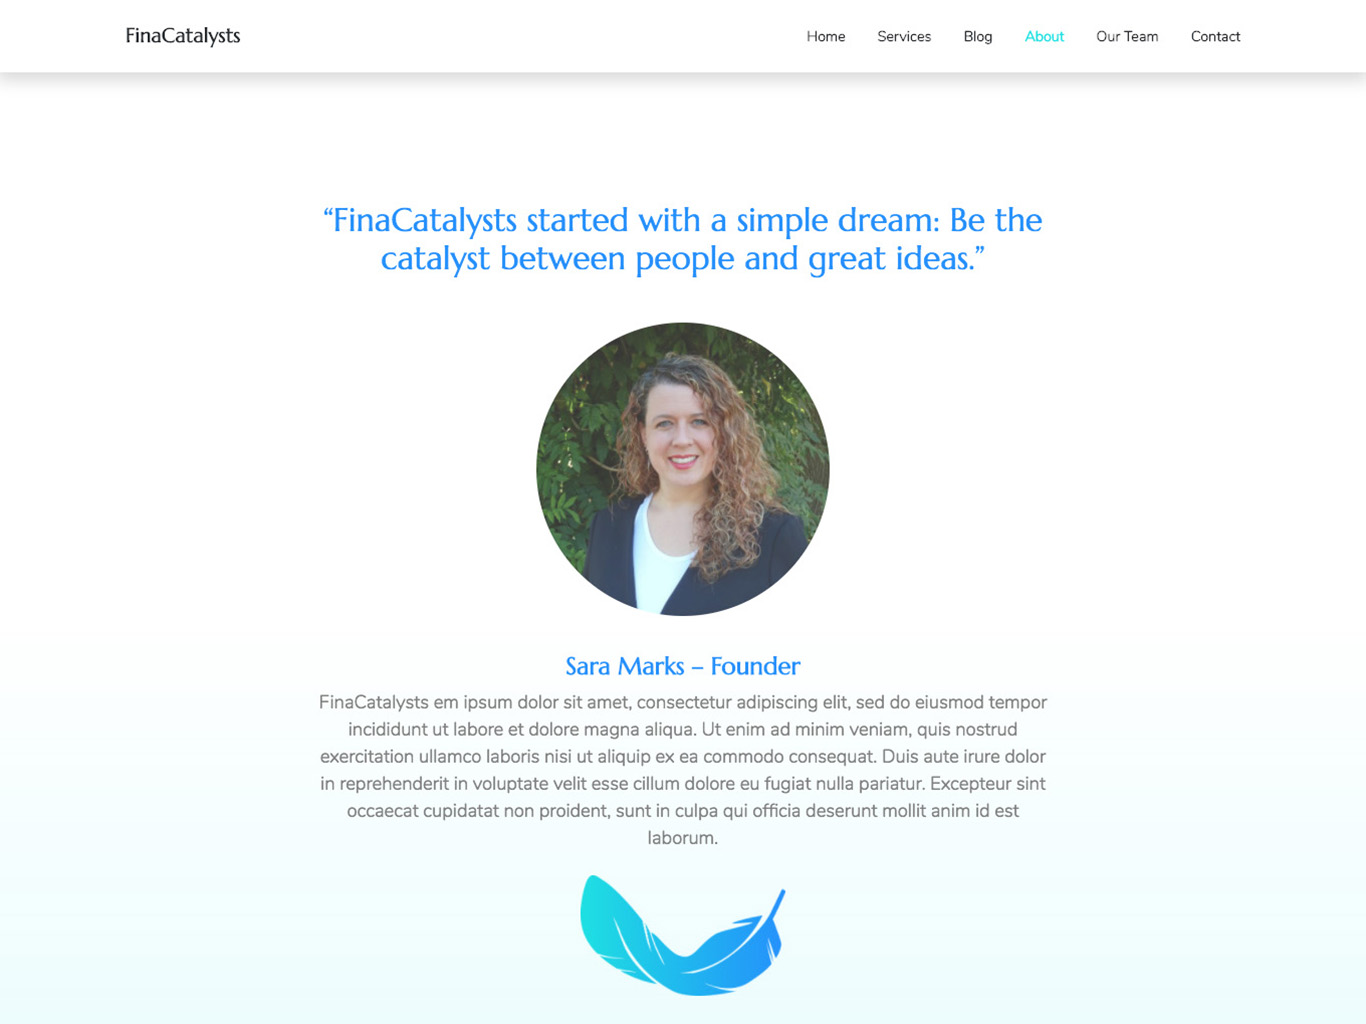 FinaCatalysts
Home Services Blog About Our Team Contact
“FinaCatalysts started with a simple dream: Be the
catalyst between people and great ideas.”
Sara Marks – Founder
FinaCatalysts em ipsum dolor sit amet, consectetur adipiscing elit, sed do eiusmod tempor
incididunt ut labore et dolore magna aliqua. Ut enim ad minim veniam, quis nostrud
exercitation ullamco laboris nisi ut aliquip ex ea commodo consequat. Duis aute irure dolor
in reprehenderit in voluptate velit esse cillum dolore eu fugiat nulla pariatur. Excepteur sint
occaecat cupidatat non proident, sunt in culpa qui officia deserunt mollit anim id est
laborum.